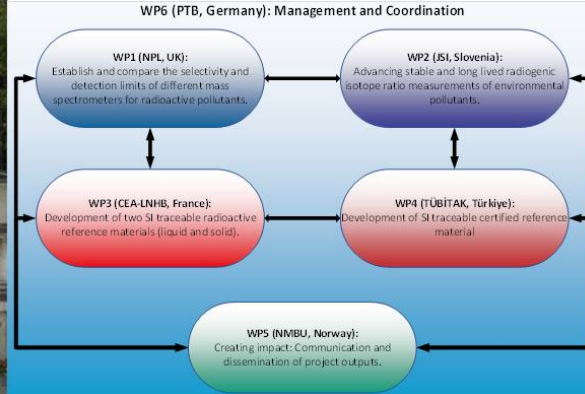 WP6 (PTB, Germany): Management and Coordination
WP1 (NPL, UK):
Establish and compare the selectivity and
detection limits of different mass
spectrometers for radioactive pollutants.
WP2 (JSI, Slovenia):
Advancing stable and long lived radiogenic
isotope ratio measurements of environmental
pollutants.
WP3 (CEA-LNHB, France):
Development of two SI traceable radioactive
reference materials (liquid and solid).
WP4 (TÜBİTAK, Türkiye):
Development of SI traceable certified reference
material
WP5 (NMBU, Norway):
Creating impact: Communication and
dissemination of project outputs.